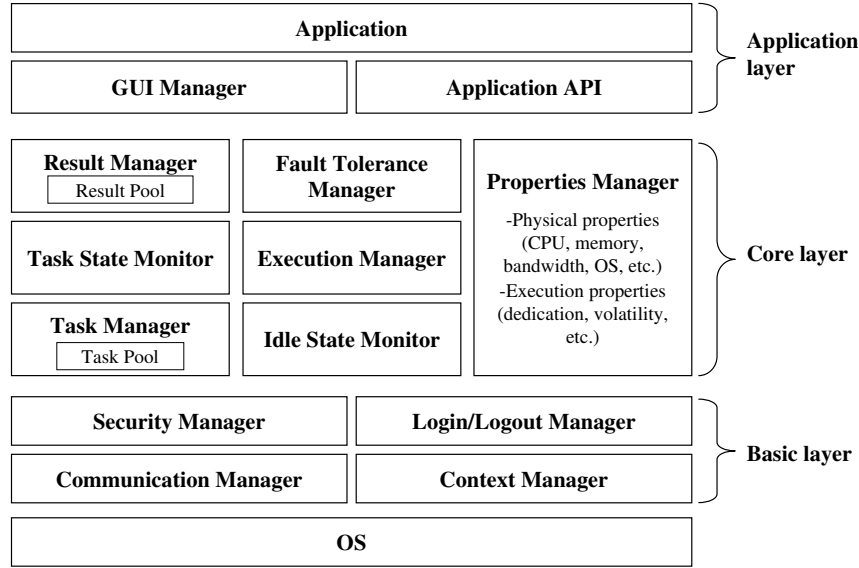 Application
GUI Manager
Application API
Application
layer
Result Manager
Result Pool
Fault Tolerance
Manager
Properties Manager
-Physical properties
(CPU, memory,
bandwidth, OS, etc.)
-Execution properties
(dedication, volatility,
etc.)
Task State Monitor
Execution Manager
Task Manager
Task Pool
Idle State Monitor
Core layer
Security Manager
Login/Logout Manager
Communication Manager
Context Manager
Basic layer
OS